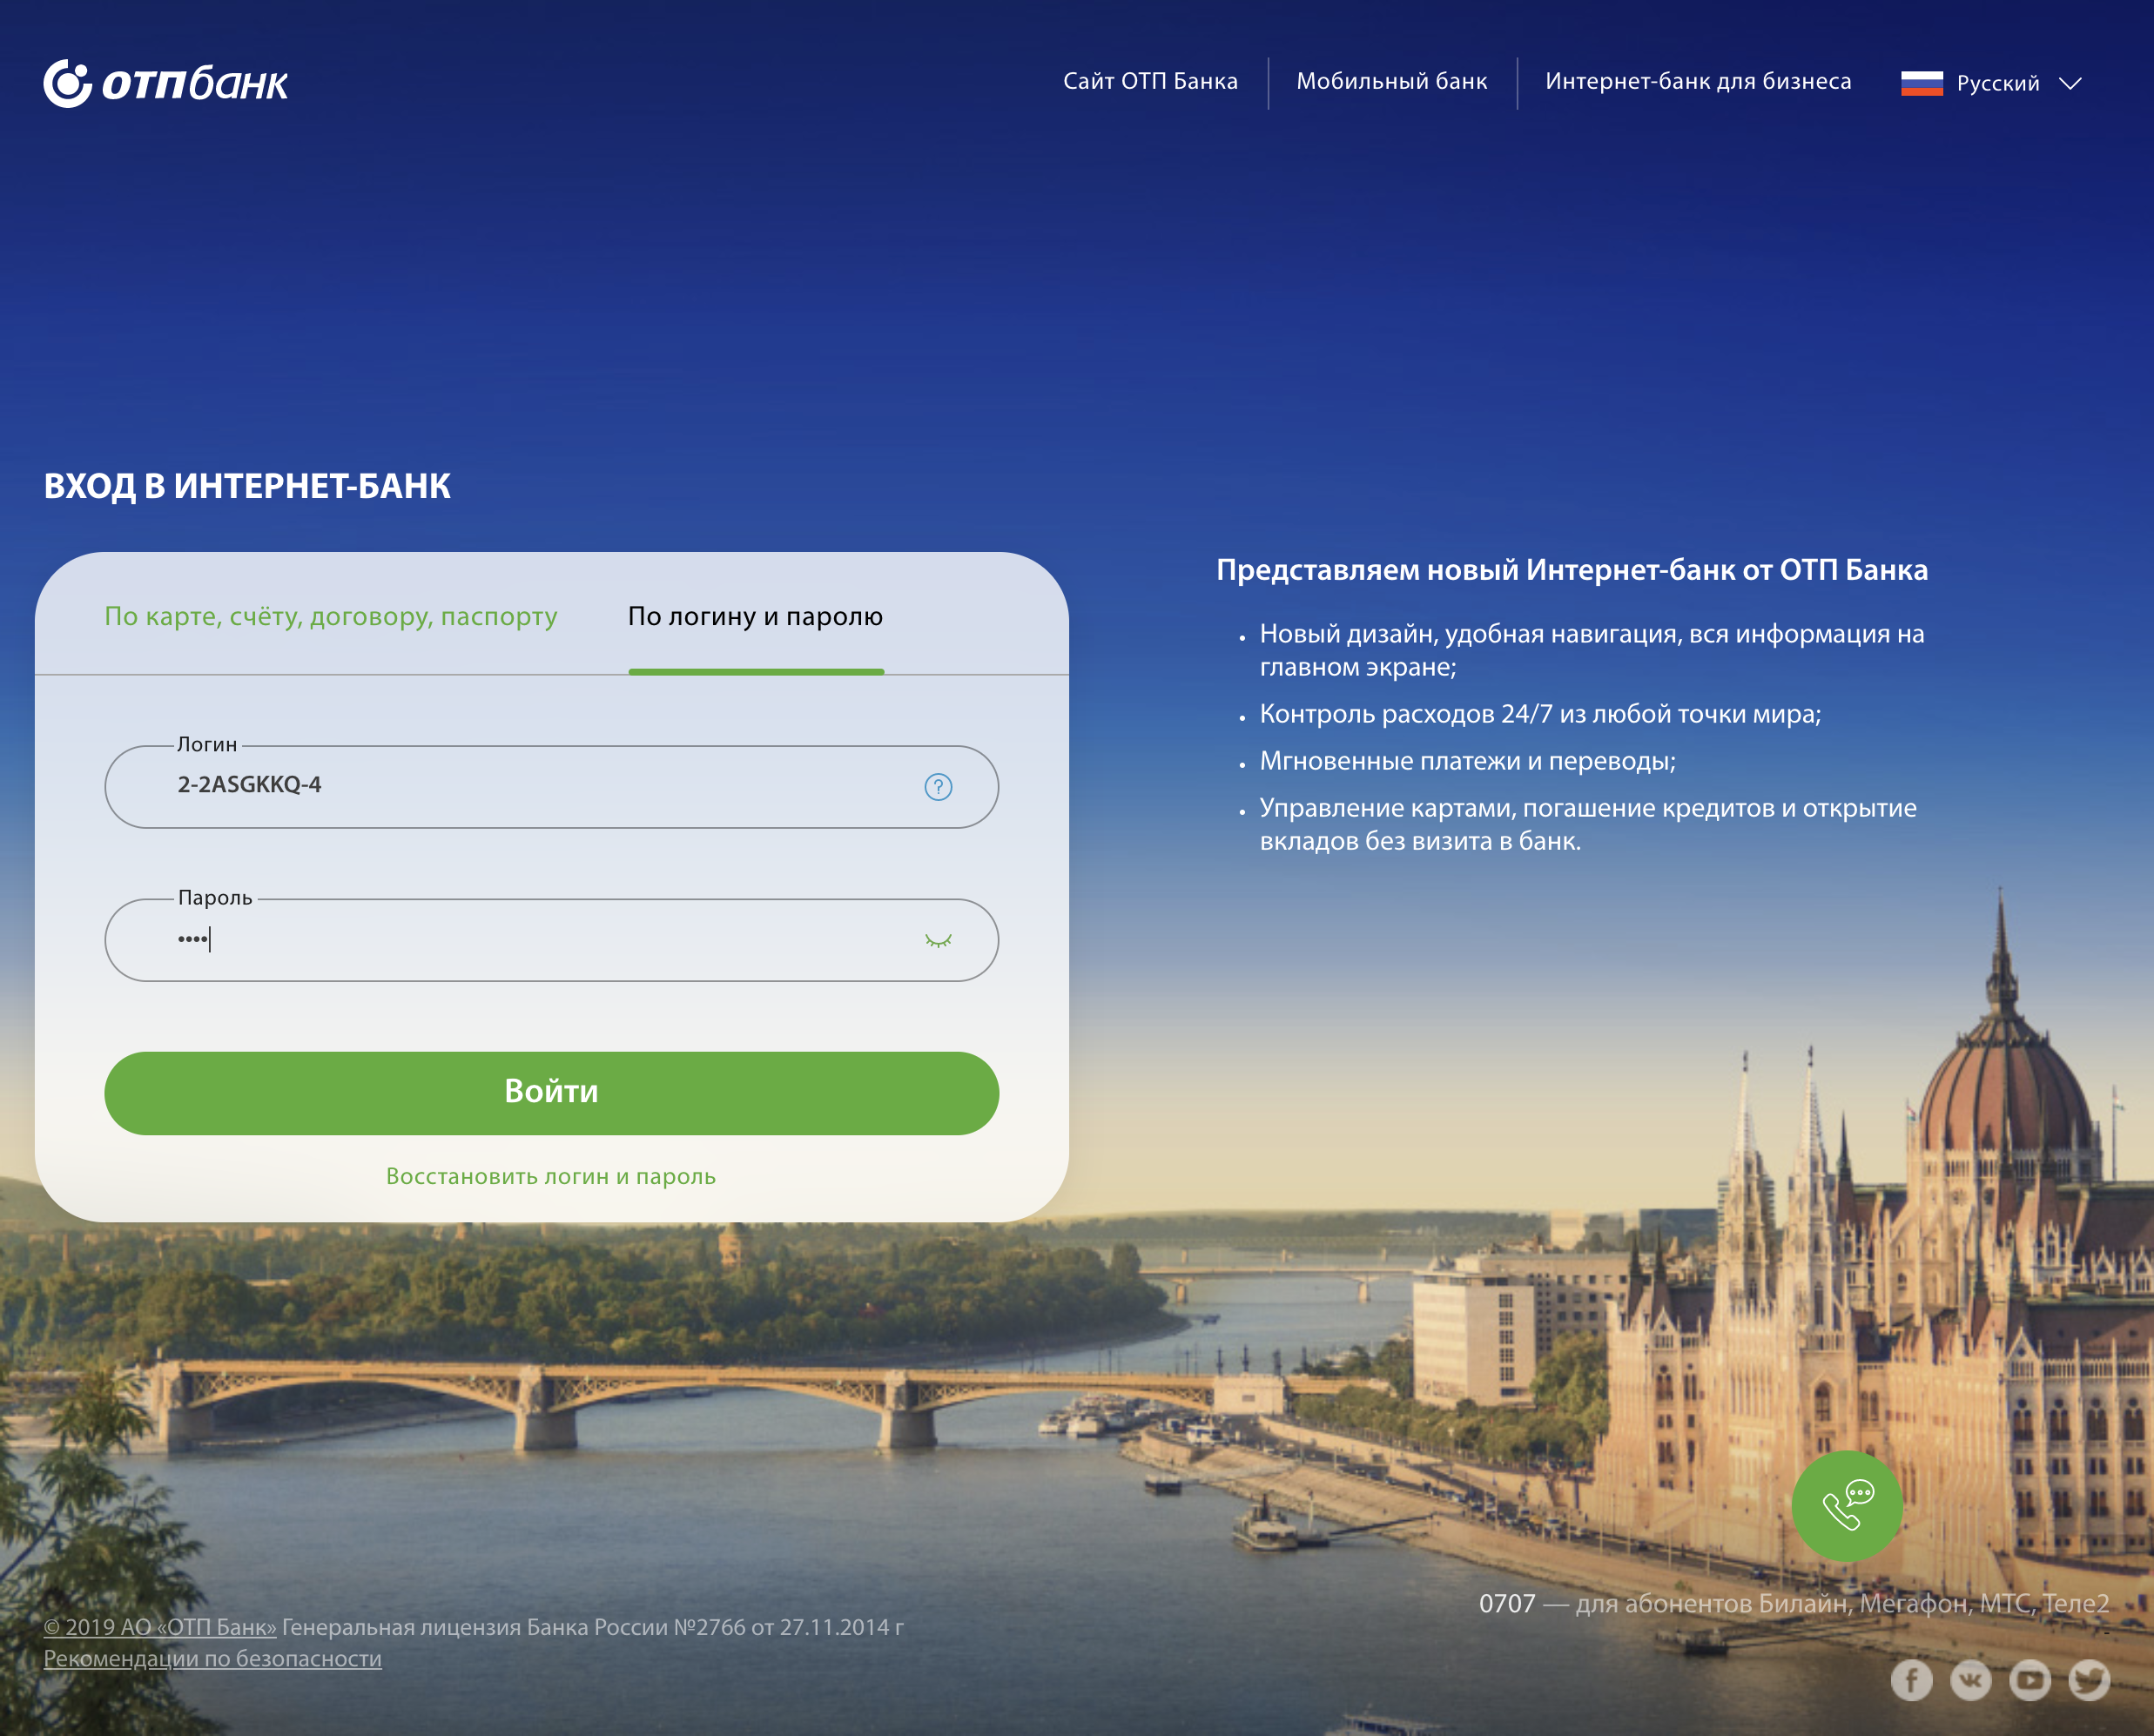 отпбанк
Сайт ОТП Банка
Мобильный банк
Интернет-банк для бизнеса
Русский
ВХОД В ИНТЕРНЕТ-БАНК
По карте, счёту, договору, паспорту
По логину и паролю
Логин
2-2ASGKKQ-4
Пароль
••••
Войти
Восстановить логин и пароль
Представляем новый Интернет-банк от ОТП Банка
• Новый дизайн, удобная навигация, вся информация на
главном экране;
• Контроль расходов 24/7 из любой точки мира;
• Мгновенные платежи и переводы;
• Управление картами, погашение кредитов и открытие
вкладов без визита в банк.
0707 — для абонентов Билайн, Мегафон, МТС, Теле2
-
© 2019 АО «ОТП Банк» Генеральная лицензия Банка России №2766 от 27.11.2014 г
Рекомендации по безопасности